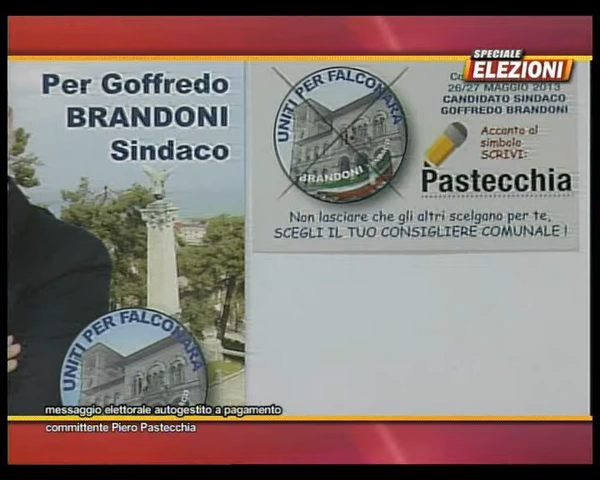 SPECIALE
ELEZIONI
Per Goffredo
BRANDONI
Sindaco
UNITI PER FALCONARA
BRANDONI
26/27 MAGGIO 2013
CANDIDATO SINDACO
GOFFREDO BRANDONI
Accanto al
simbolo
SCRIVI:
Pastecchia
Non lasciare che gli altri scelgano per te,
SCEGLI IL TUO CONSIGLIERE COMUNALE !
UNITI PER FALCONARA
messaggio elettorale autogestito a pagamento
committente Piero Pastecchia